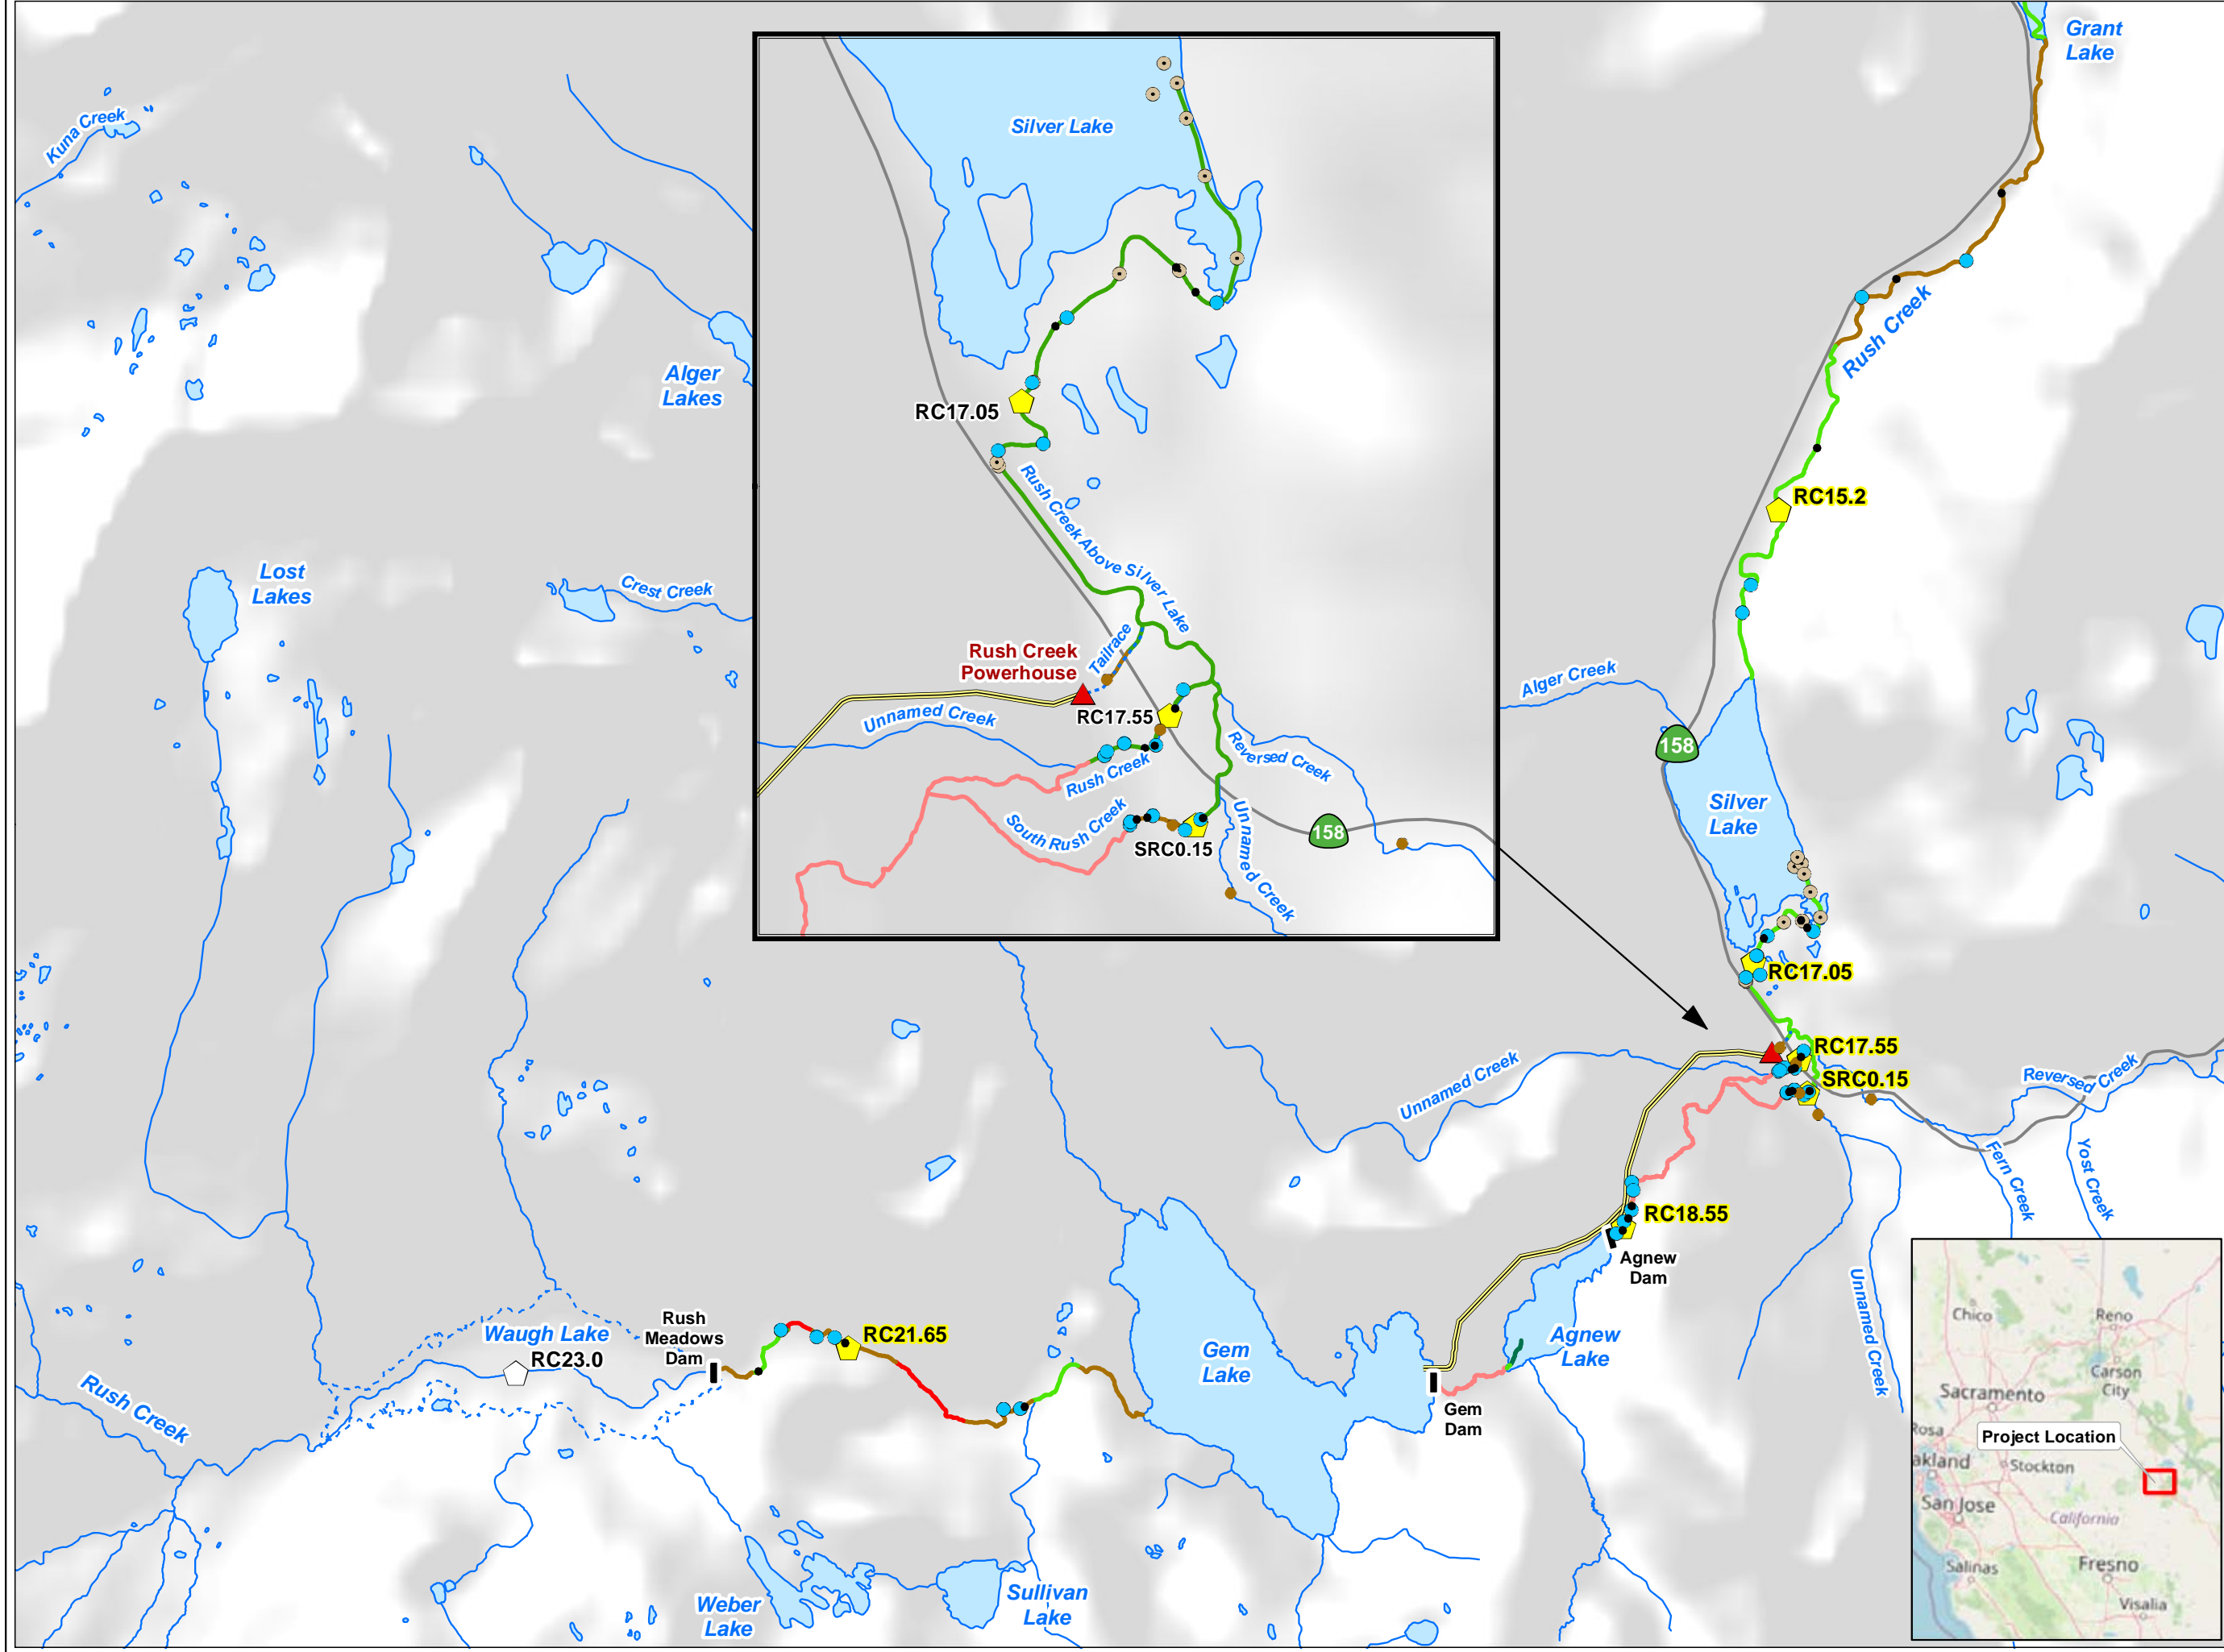 Grant
Lake
Kuna Creek
Silver Lake
Rush Creek
Alger
Lakes
RC17.05
RC15.2
Rush Creek Above Silver Lake
Lost
Lakes
Crest Creek
Tailrace
Rush Creek
Powerhouse
Unnamed Creek
RC17.55
Reversed Creek
Rush Creek
South Rush Creek
SRC0.15
158
Unnamed Creek
Alger Creek
158
Silver
Lake
RC17.05
RC17.55
SRC0.15
Reversed Creek
Unnamed Creek
Fern Creek
Yost Creek
RC18.55
Agnew
Dam
Unnamed Creek
Rush
Meadows
Dam
Waugh Lake
RC23.0
RC21.65
Gem
Lake
Agnew
Lake
Gem
Dam
Rush Creek
Weber
Lake
Sullivan
Lake
Chico
Reno
Carson
City
Sacramento
Rosa
Project Location
akland
Stockton
San Jose
California
Salinas
Fresno
Visalia